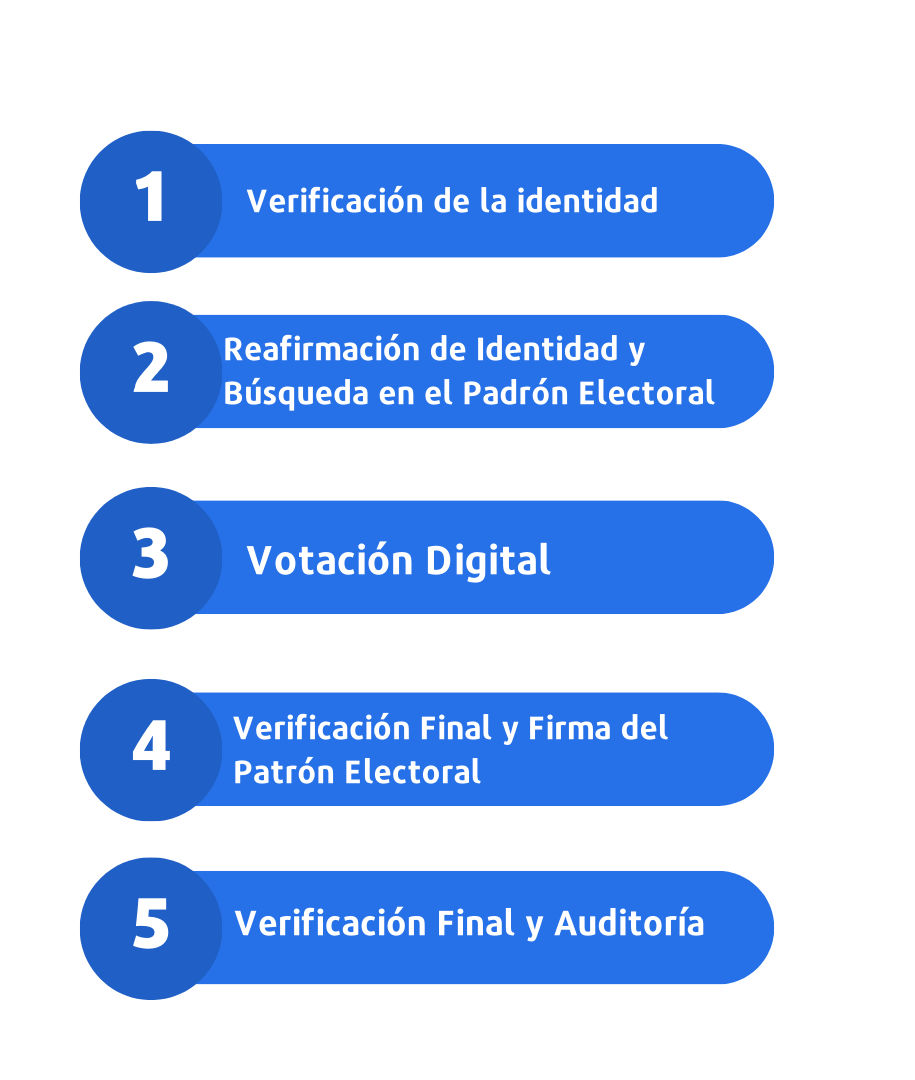 1
Verificación de la identidad
2
Reafirmación de Identidad y
Búsqueda en el Padrón Electoral
3
Votación Digital
4
Verificación Final y Firma del
Patrón Electoral
5
Verificación Final y Auditoría